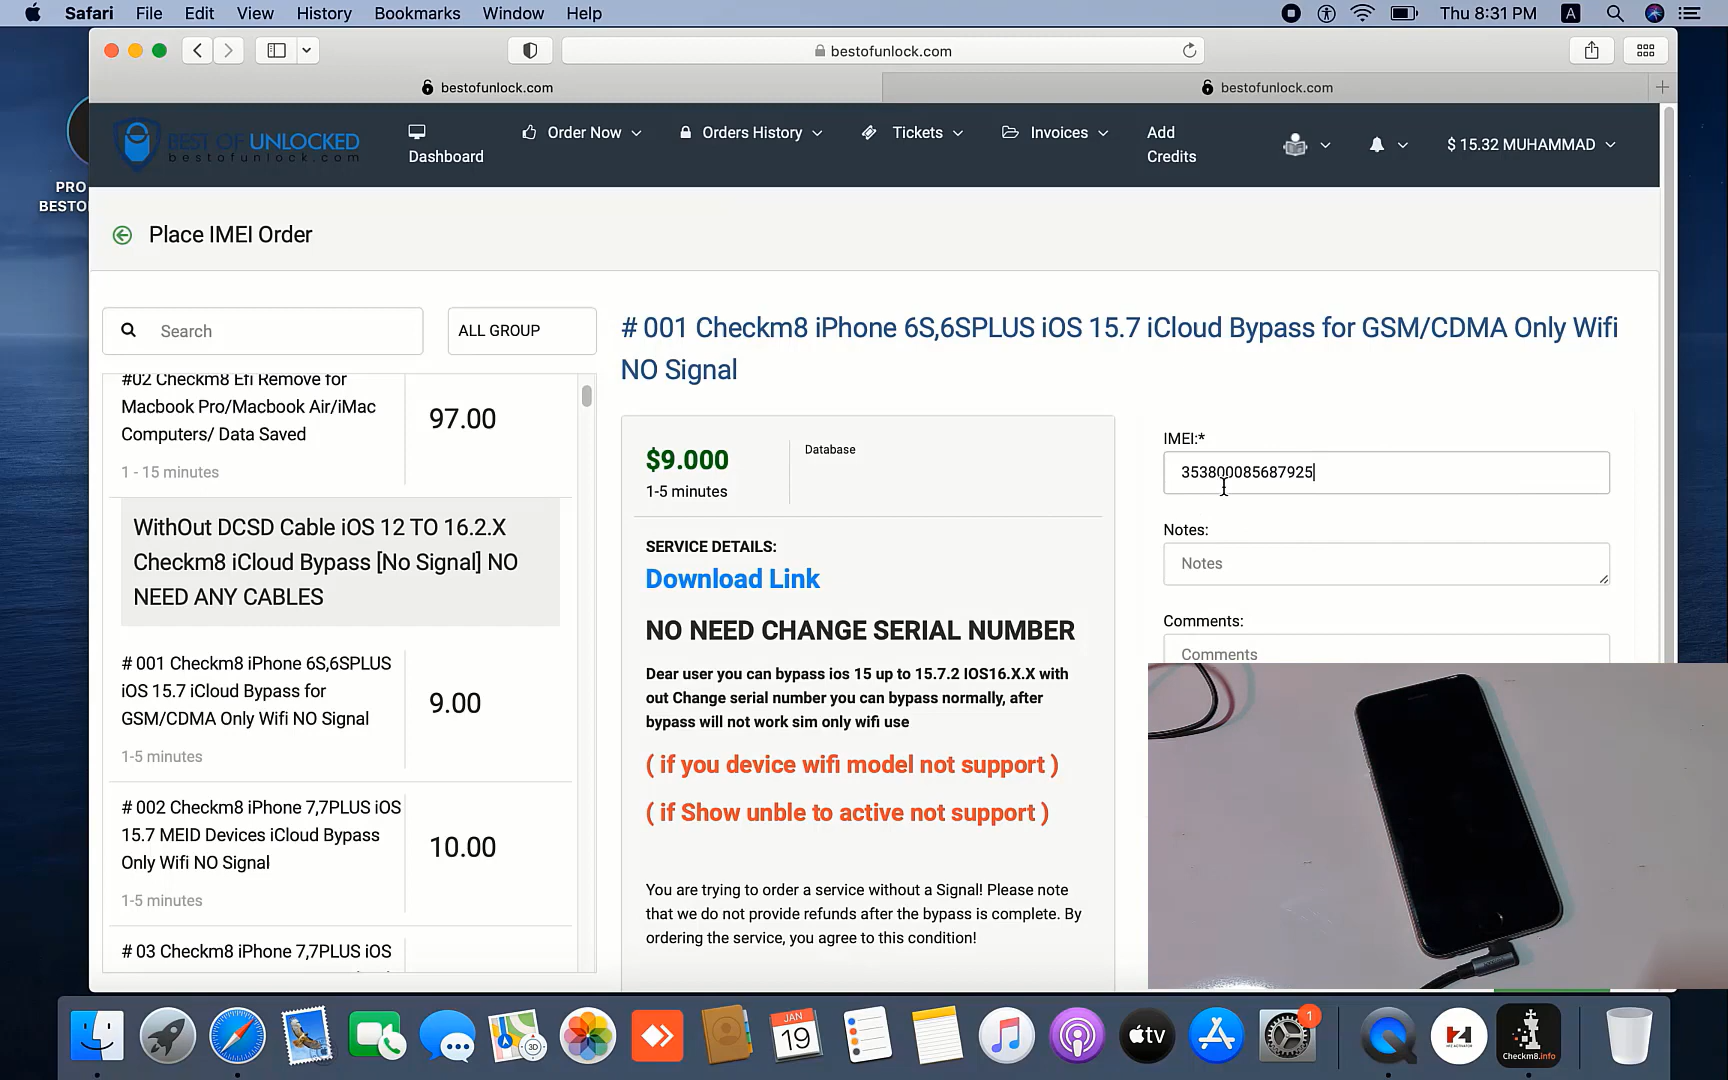 Safari File Edit View History Bookmarks Window Help Thu 8:31 PM A
bestofunlock.com
bestofunlock.com bestofunlock.com
PRO
BESTO
BEST OF UNLOCKED
bestofunlock.com
Dashboard
Order Now
Orders History
Tickets
Invoices
Add
Credits
$ 15.32 MUHAMMAD
Place IMEI Order
Search
ALL GROUP
#02 Checkm8 Efi Remove for
Macbook Pro/Macbook Air/iMac
Computers/ Data Saved
97.00
1 - 15 minutes
WithOut DCSD Cable iOS 12 TO 16.2.X
Checkm8 iCloud Bypass [No Signal] NO
NEED ANY CABLES
# 001 Checkm8 iPhone 6S,6SPLUS
iOS 15.7 iCloud Bypass for
GSM/CDMA Only Wifi NO Signal
9.00
1-5 minutes
# 002 Checkm8 iPhone 7,7PLUS iOS
15.7 MEID Devices iCloud Bypass
Only Wifi NO Signal
10.00
1-5 minutes
# 03 Checkm8 iPhone 7,7PLUS iOS
# 001 Checkm8 iPhone 6S,6SPLUS iOS 15.7 iCloud Bypass for GSM/CDMA Only Wifi
NO Signal
$9.000
1-5 minutes
Database
SERVICE DETAILS:
Download Link
NO NEED CHANGE SERIAL NUMBER
Dear user you can bypass ios 15 up to 15.7.2 IOS16.X.X with
out Change serial number you can bypass normally, after
bypass will not work sim only wifi use
( if you device wifi model not support )
( if Show unble to active not support )
You are trying to order a service without a Signal! Please note
that we do not provide refunds after the bypass is complete. By
ordering the service, you agree to this condition!
IMEI:*
353800085687925
Notes:
Notes
Comments:
Comments
3D
JAN
19
tv
1
Checkm8.info